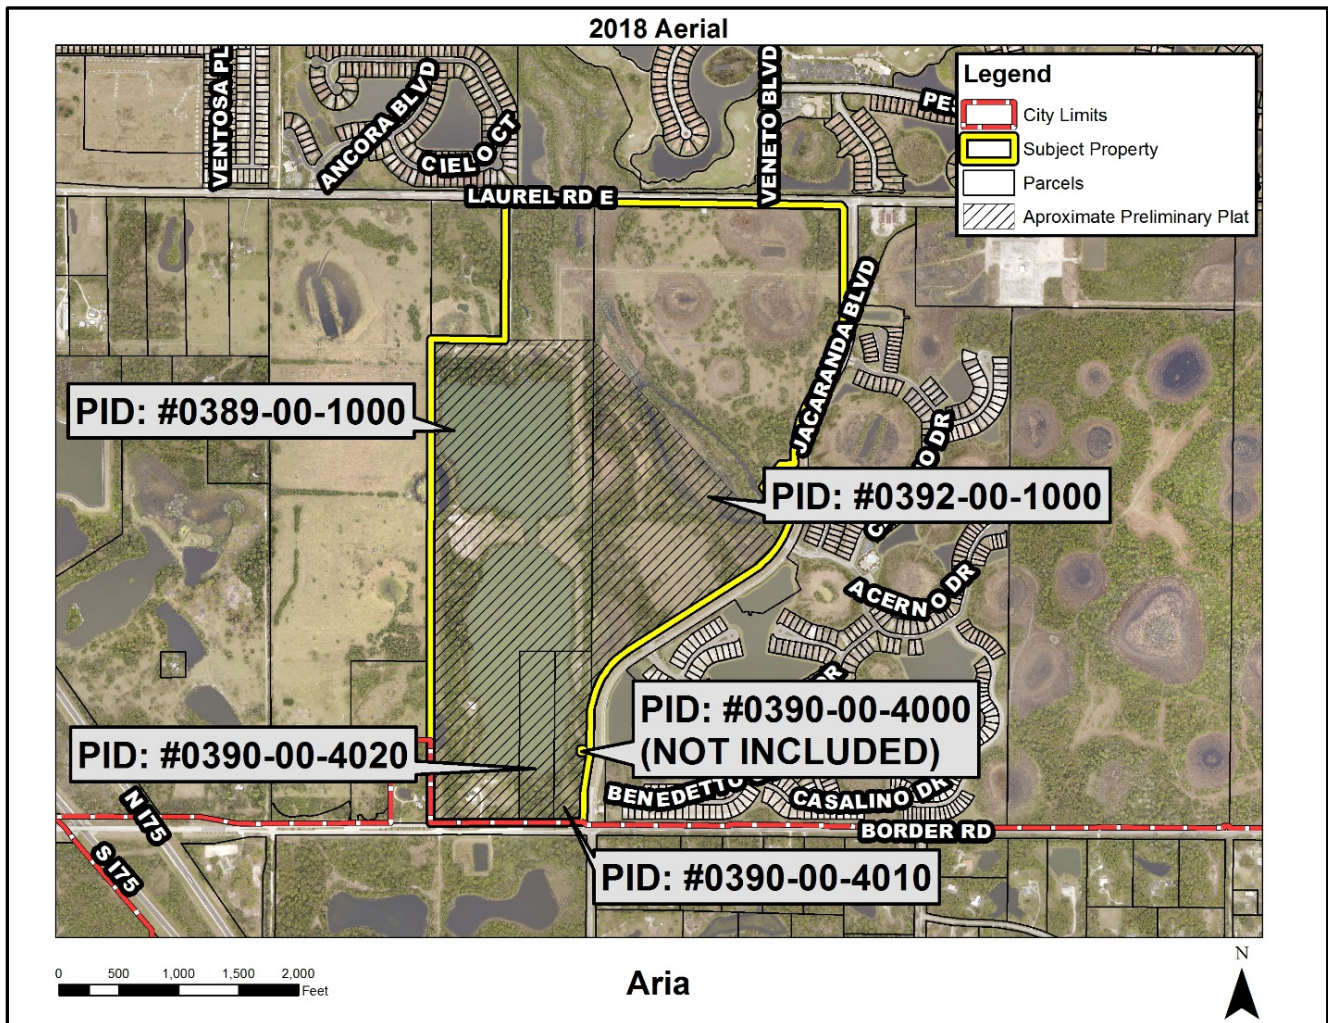 2018 Aerial
Legend
City Limits
Subject Property
Parcels
Aproximate Preliminary Plat
VENTOSA PL
ANCORA BLVD
CIELO CT
VENETO BLVD
LAUREL RD E
JACARANDA BLVD
PID: #0389-00-1000
PID: #0392-00-1000
ACERNO DR
PID: #0390-00-4000
(NOT INCLUDED)
PID: #0390-00-4020
BENEDETTO
CASALINO DR
N I75
S I75
BORDER RD
PID: #0390-00-4010
0 500 1,000 1,500 2,000
Feet
Aria
N